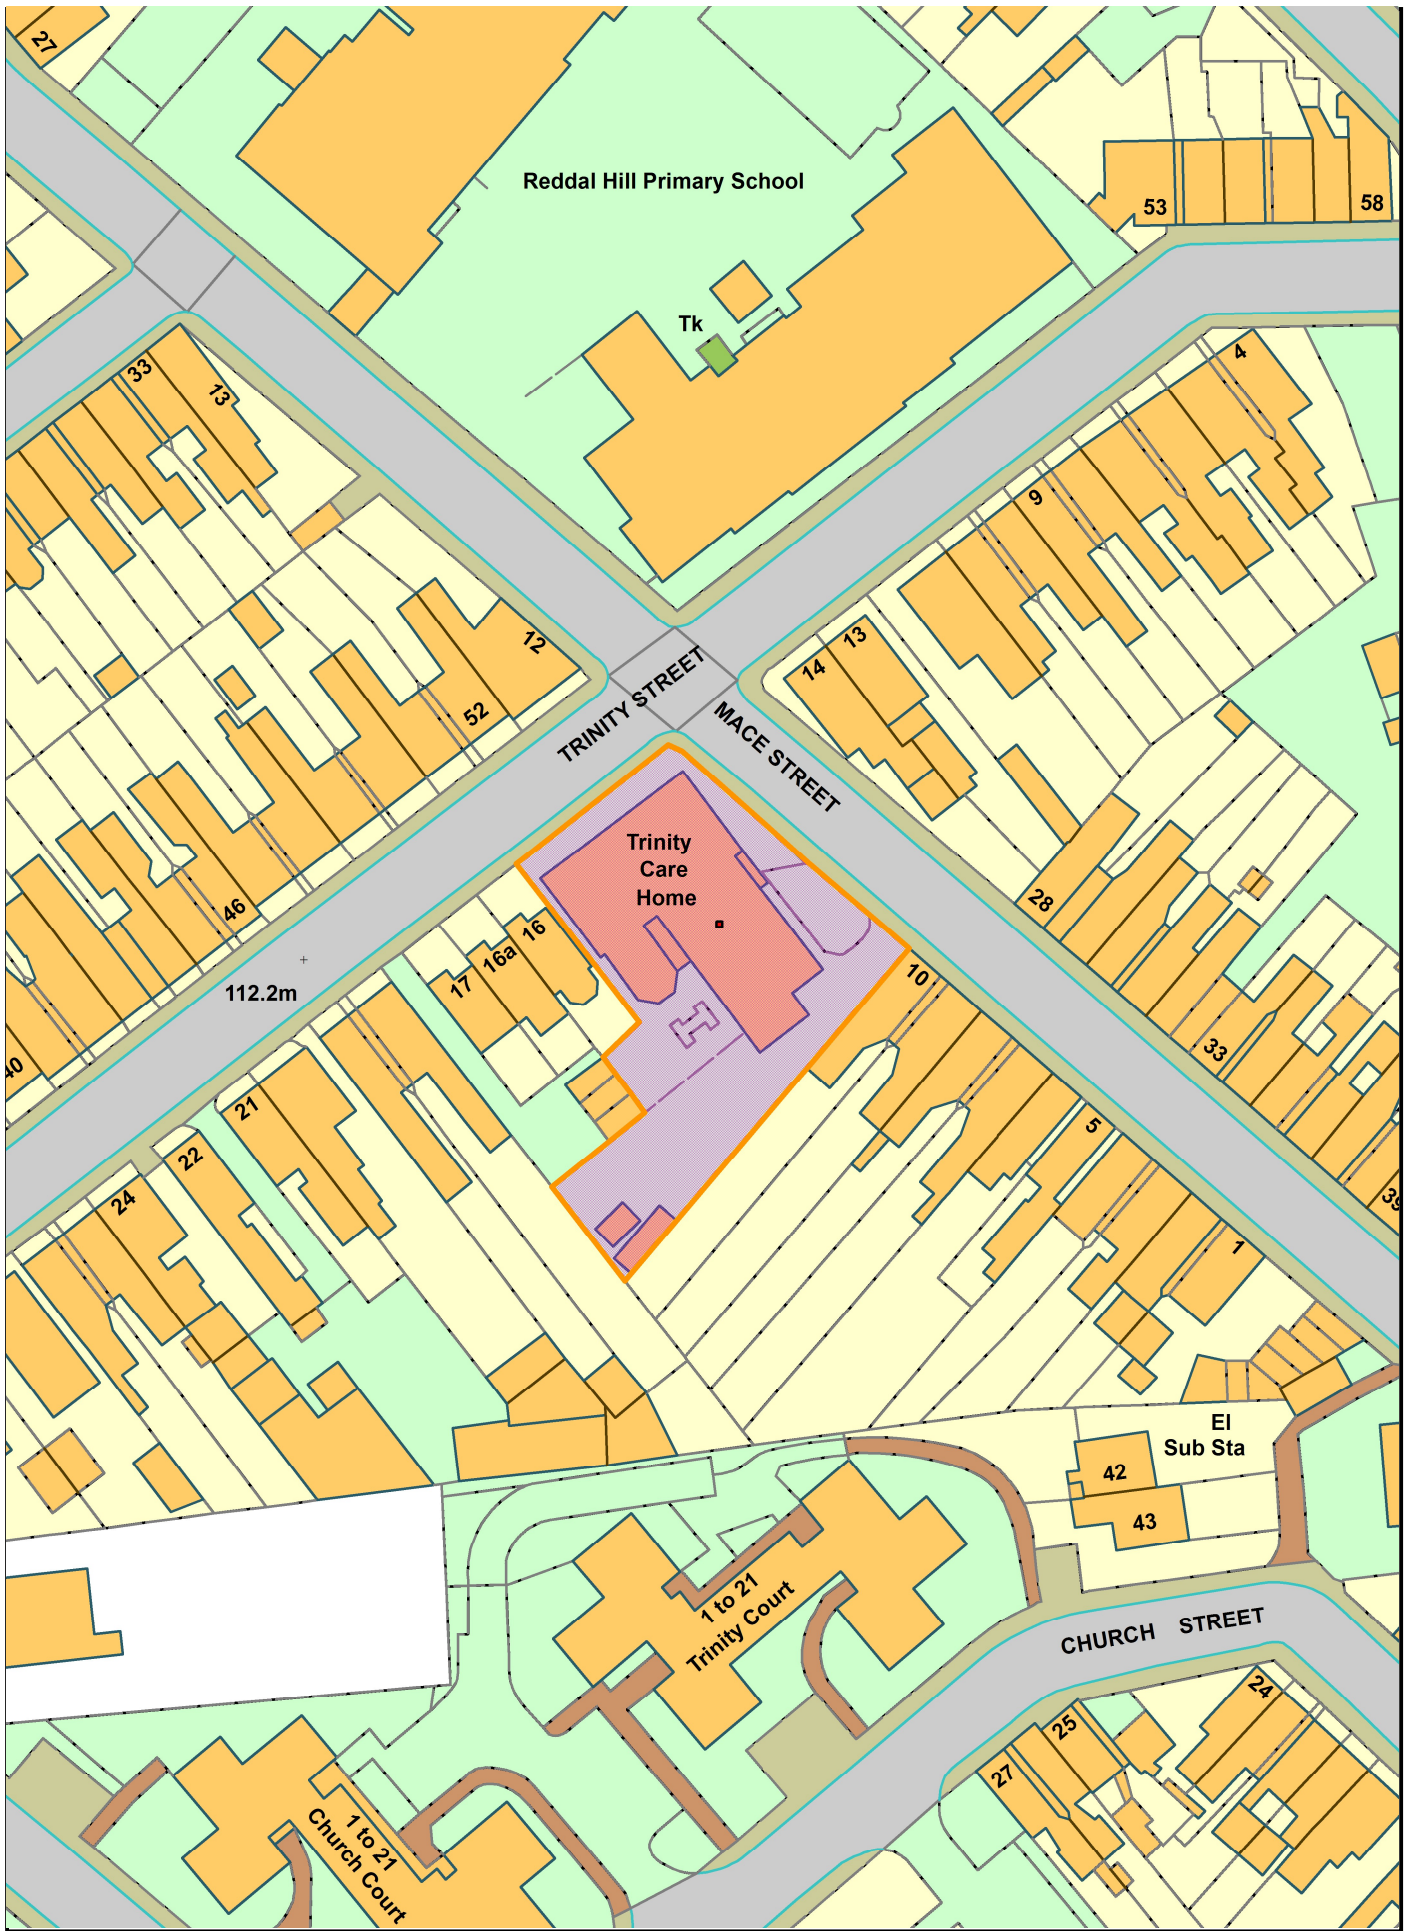 27
Reddal Hill Primary School
53
58
Tk
33
13
4
9
12
52
TRINITY STREET
MACE STREET
14
13
Trinity
Care
Home
46
28
112.2m
16
16a
17
10
40
33
21
5
22
24
39
1
El
Sub Sta
42
43
1 to 21
Trinity Court
CHURCH STREET
24
25
27
1 to 21
Church Court